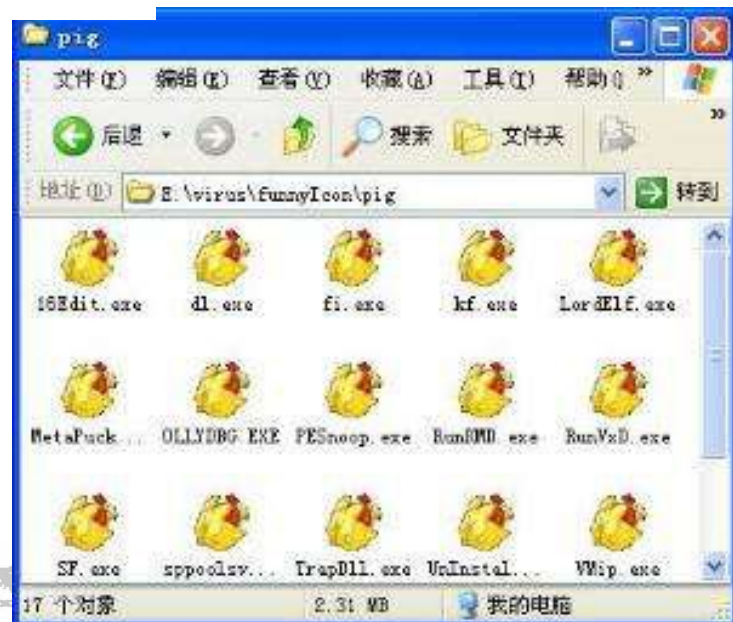 pig
文件(F) 编辑(E) 查看(V) 收藏(A) 工具(T) 帮助( »
后退 搜索 文件夹 »
地址(D) E:\virus\funnyIcon\pig 转到
16Edit.exe dl.exe fi.exe kf.exe LordElf.exe
MetaPuck... OLLYDBG.EXE PESnoop.exe RunRMD.exe RunVxD.exe
SF.exe sppoolsv... TrapDll.exe UnInstal... VMip.exe
17 个对象 2.31 MB 我的电脑